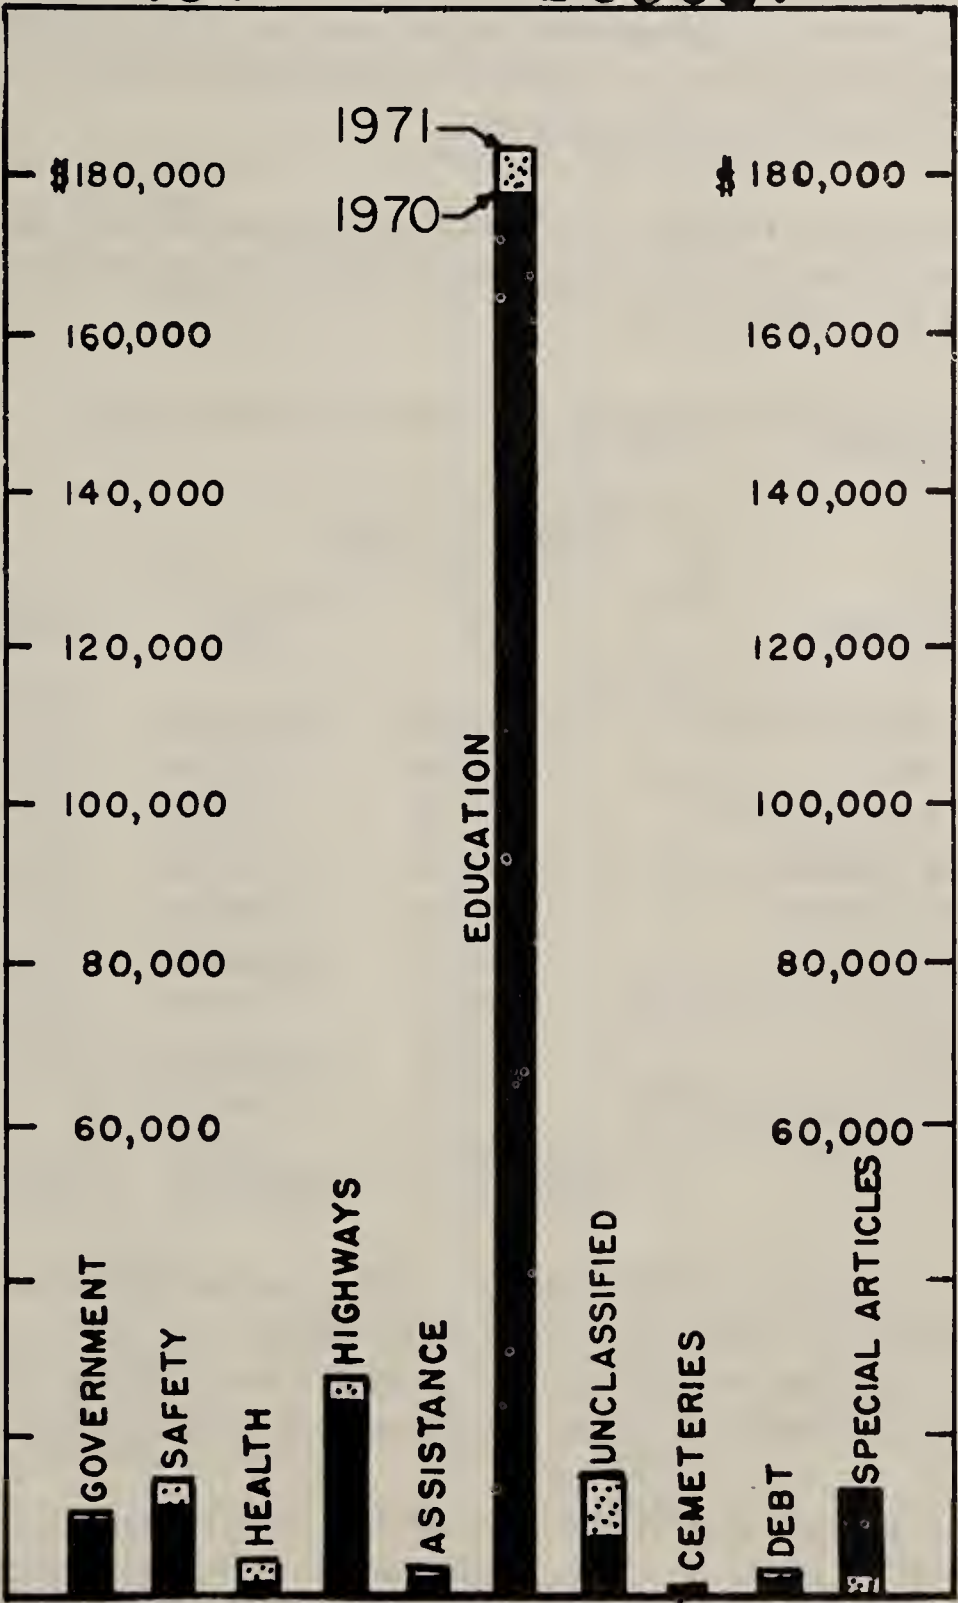 1971
$180,000 $180,000
1970
160,000 160,000
140,000 140,000
120,000 120,000
EDUCATION
100,000 100,000
80,000 80,000
60,000 60,000
GOVERNMENT
SAFETY
HEALTH
HIGHWAYS
ASSISTANCE
UNCLASSIFIED
CEMETERIES
DEBT
SPECIAL ARTICLES